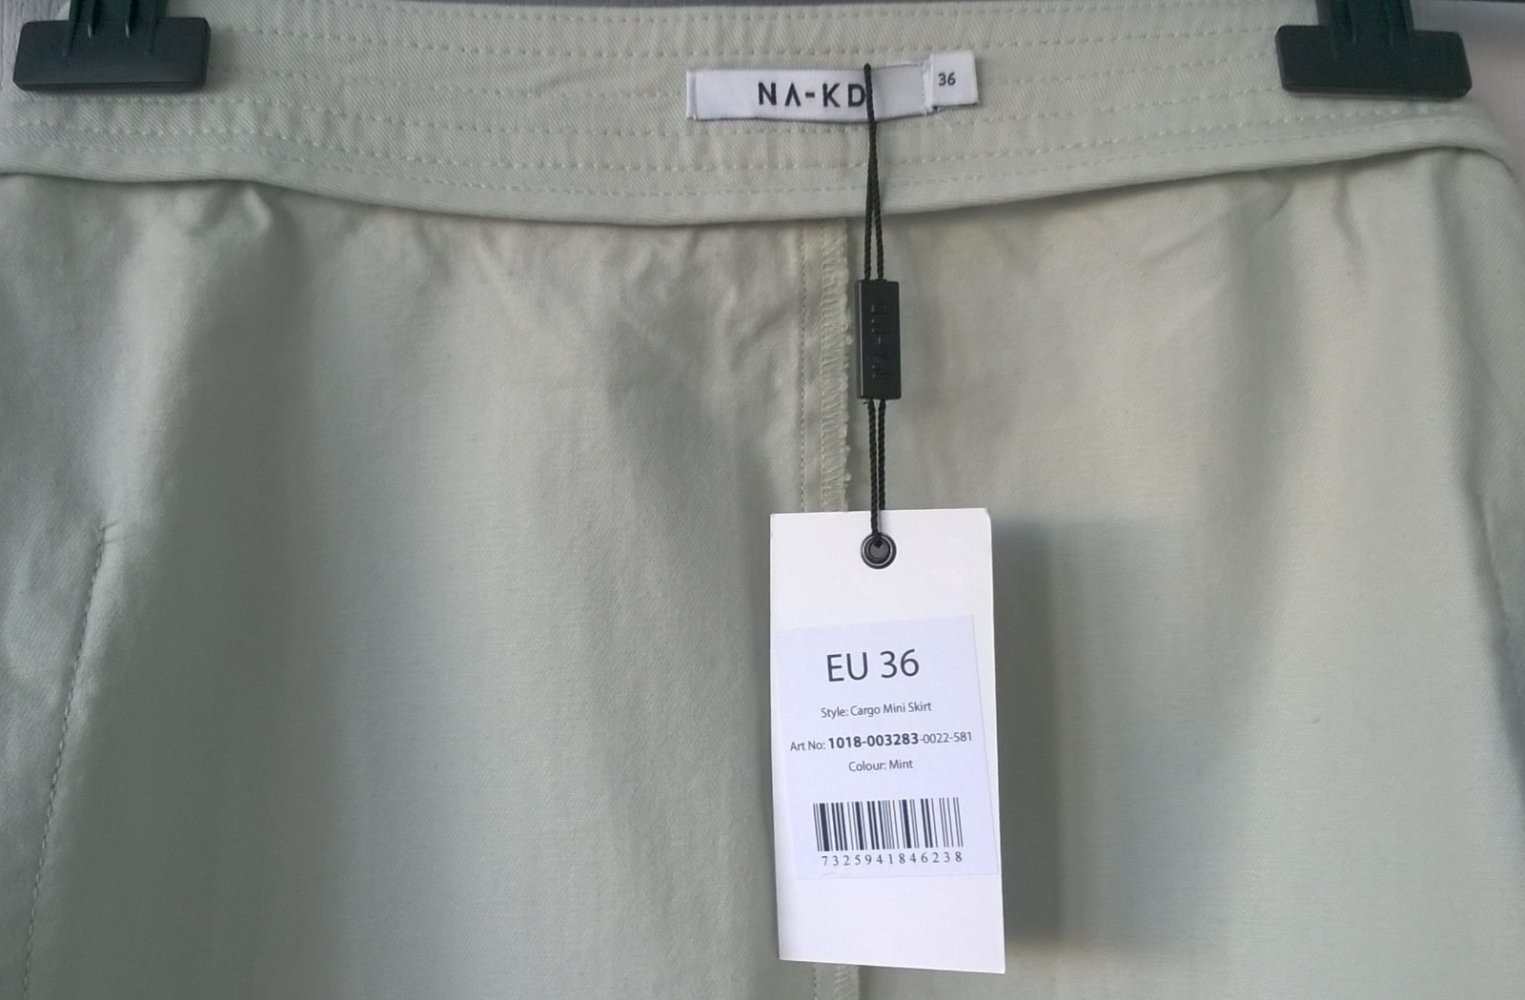 NA-KD
36
EU 36
Style: Cargo Mini Skirt
Art No: 1018-003283-0022-581
Colour: Mint
7325941846238